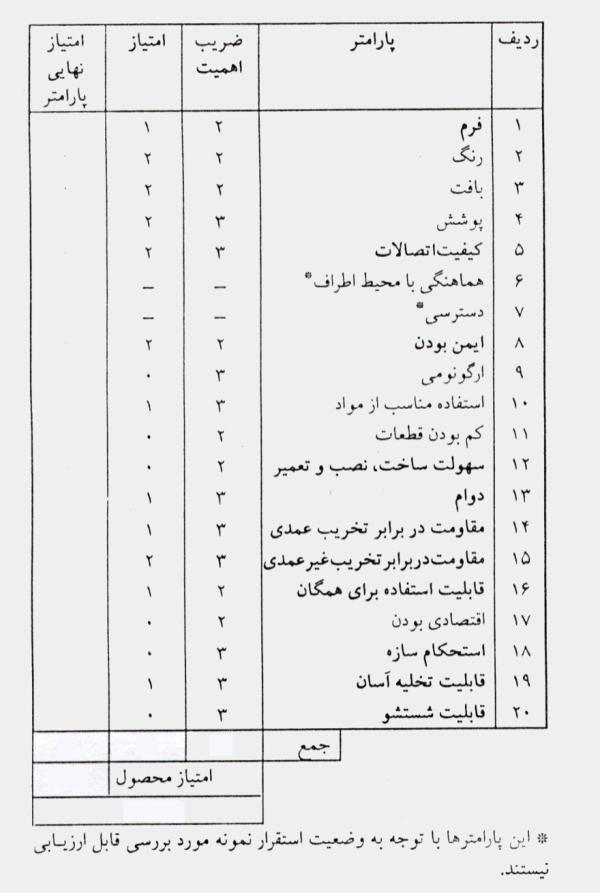 ردیف پارامتر ضریب اهمیت امتیاز امتیاز نهایی پارامتر
۱ فرم ۲ ۱
۲ رنگ ۲ ۲
۳ بافت ۲ ۲
۴ پوشش ۳ ۲
۵ کیفیت‌اتصالات ۳ ۲
۶ هماهنگی با محیط اطراف* – –
۷ دسترسی* – –
۸ ایمن بودن ۲ ۲
۹ ارگونومی ۳ ۰
۱۰ استفاده مناسب از مواد ۳ ۱
۱۱ کم بودن قطعات ۲ ۰
۱۲ سهولت ساخت، نصب و تعمیر ۲ ۰
۱۳ دوام ۳ ۱
۱۴ مقاومت در برابر تخریب عمدی ۳ ۱
۱۵ مقاومت‌دربرابرتخریب‌غیرعمدی ۳ ۲
۱۶ قابلیت استفاده برای همگان ۲ ۱
۱۷ اقتصادی بودن ۲ ۰
۱۸ استحکام سازه ۳ ۰
۱۹ قابلیت تخلیه آسان ۳ ۱
۲۰ قابلیت شستشو ۳ ۰
جمع
امتیاز محصول
* این پارامترها با توجه به وضعیت استقرار نمونه مورد بررسی قابل ارزیـابی
نیستند.